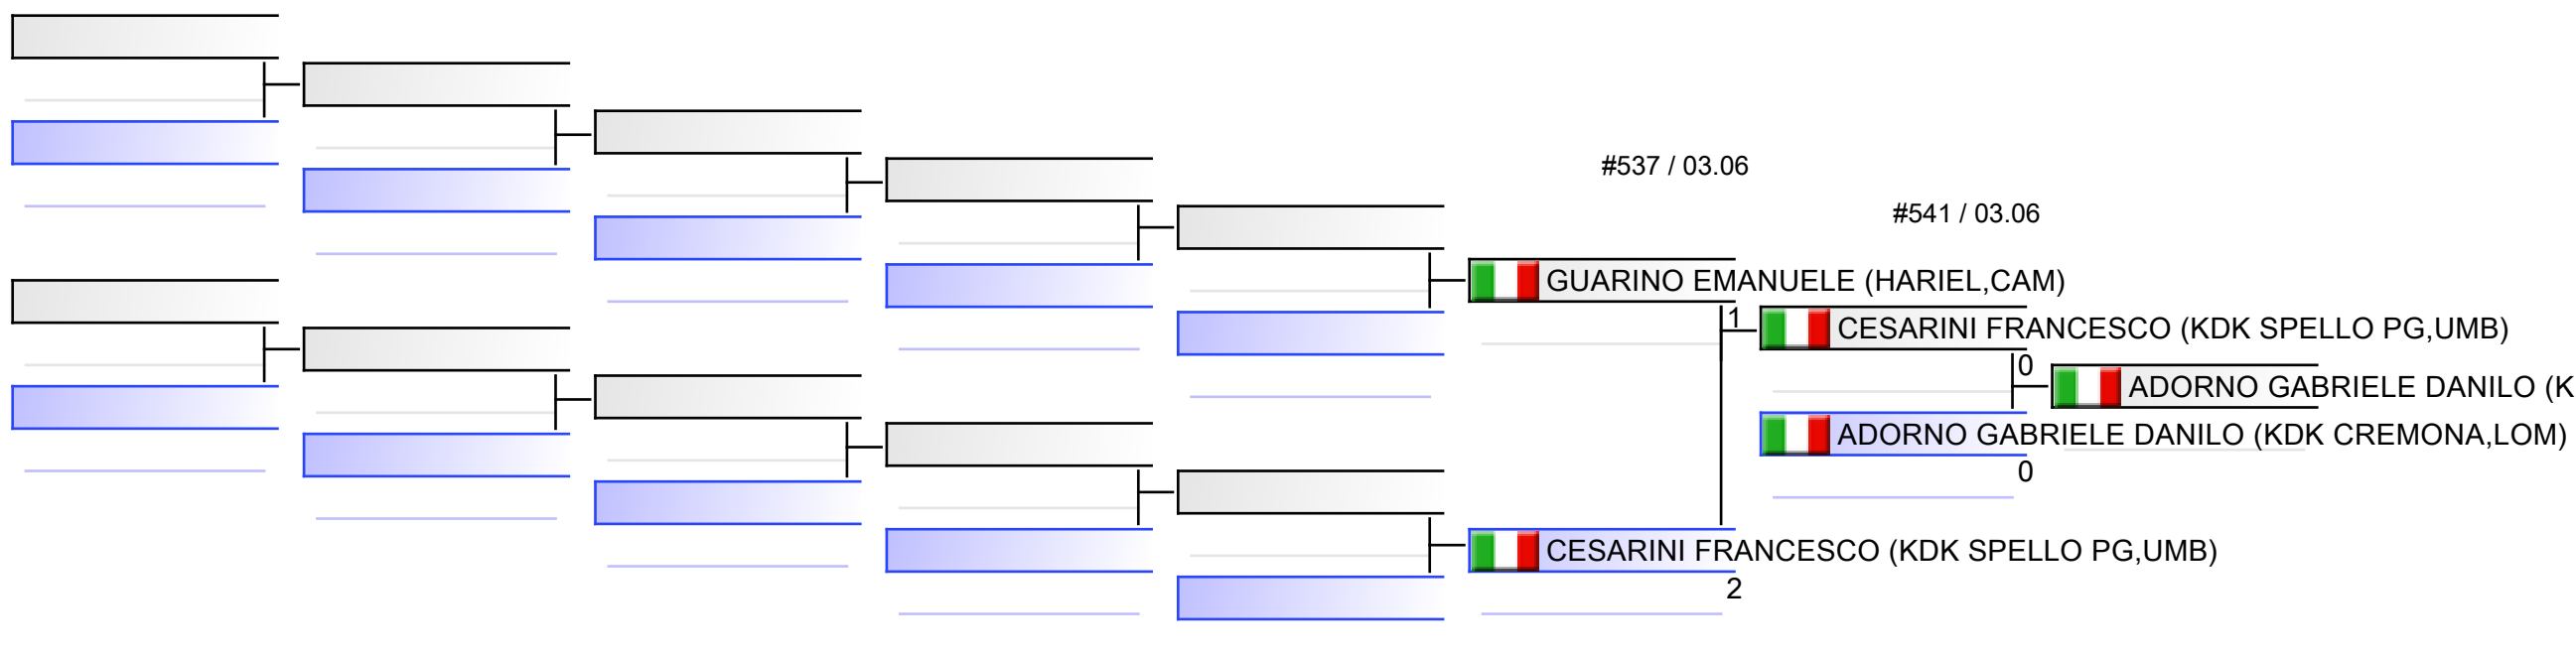 #537 / 03.06
#541 / 03.06
GUARINO EMANUELE (HARIEL,CAM)
1
CESARINI FRANCESCO (KDK SPELLO PG,UMB)
0
ADORNO GABRIELE DANILO (K
ADORNO GABRIELE DANILO (KDK CREMONA,LOM)
0
CESARINI FRANCESCO (KDK SPELLO PG,UMB)
2